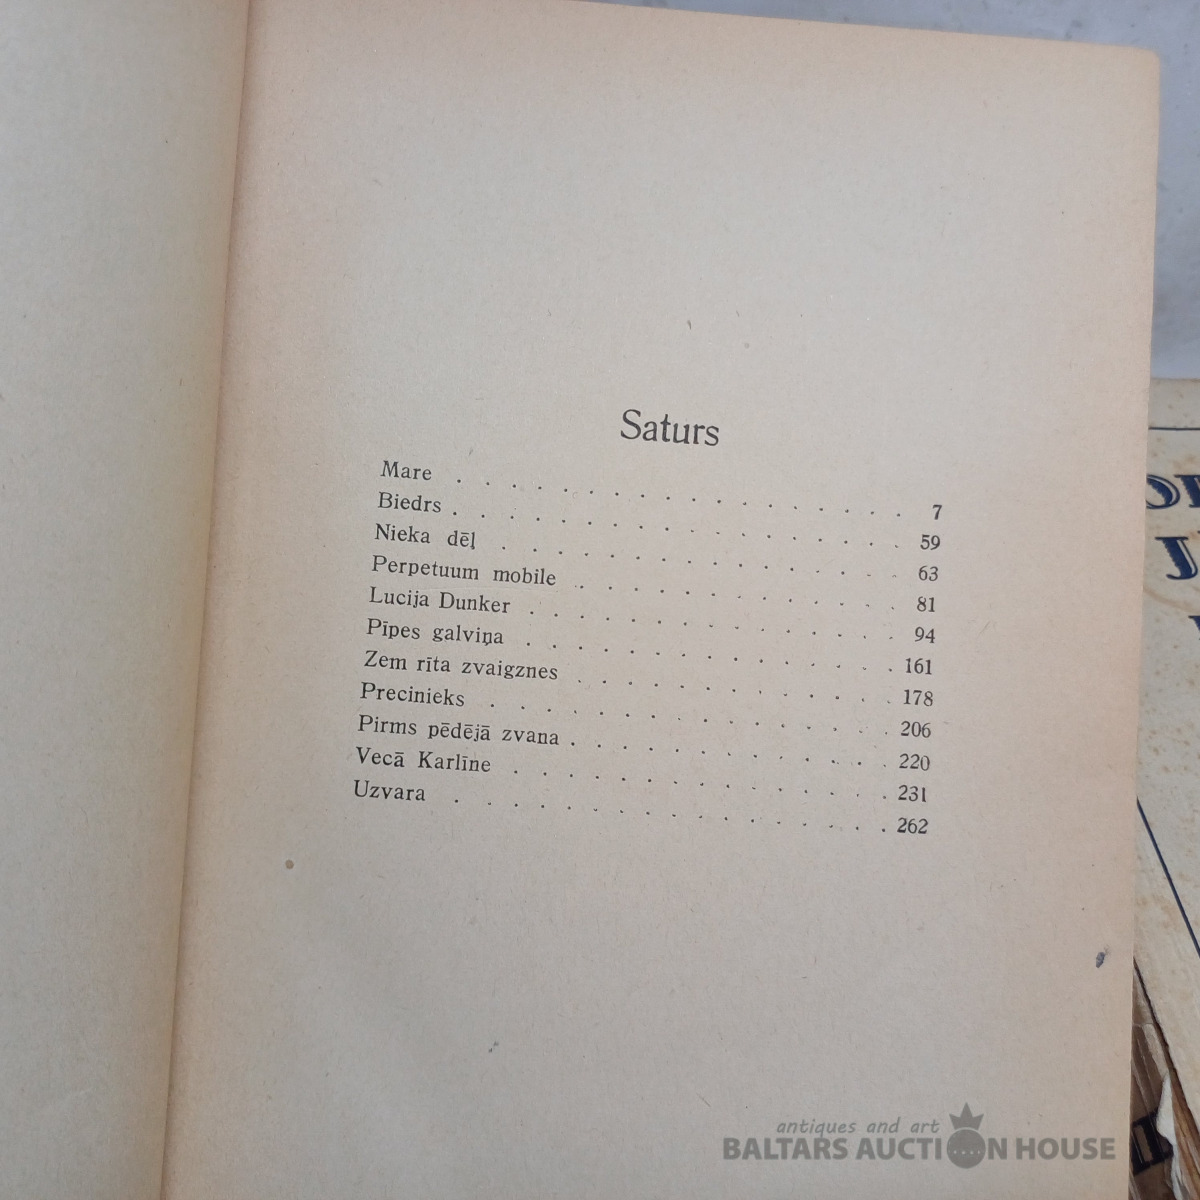 Saturs
Mare . . . . . . . . . . . . . . . . . . 7
Biedrs . . . . . . . . . . . . . . . . . 59
Nieka dēļ . . . . . . . . . . . . . . . . 63
Perpetuum mobile . . . . . . . . . . . . . 81
Lucija Dunker . . . . . . . . . . . . . . 94
Pīpes galviņa . . . . . . . . . . . . . . 161
Zem rīta zvaigznes . . . . . . . . . . . . 178
Precinieks . . . . . . . . . . . . . . . . 206
Pirms pēdējā zvana . . . . . . . . . . . . 220
Vecā Karlīne . . . . . . . . . . . . . . . 231
Uzvara . . . . . . . . . . . . . . . . . 262
antiques and art
BALTARS AUCTION HOUSE